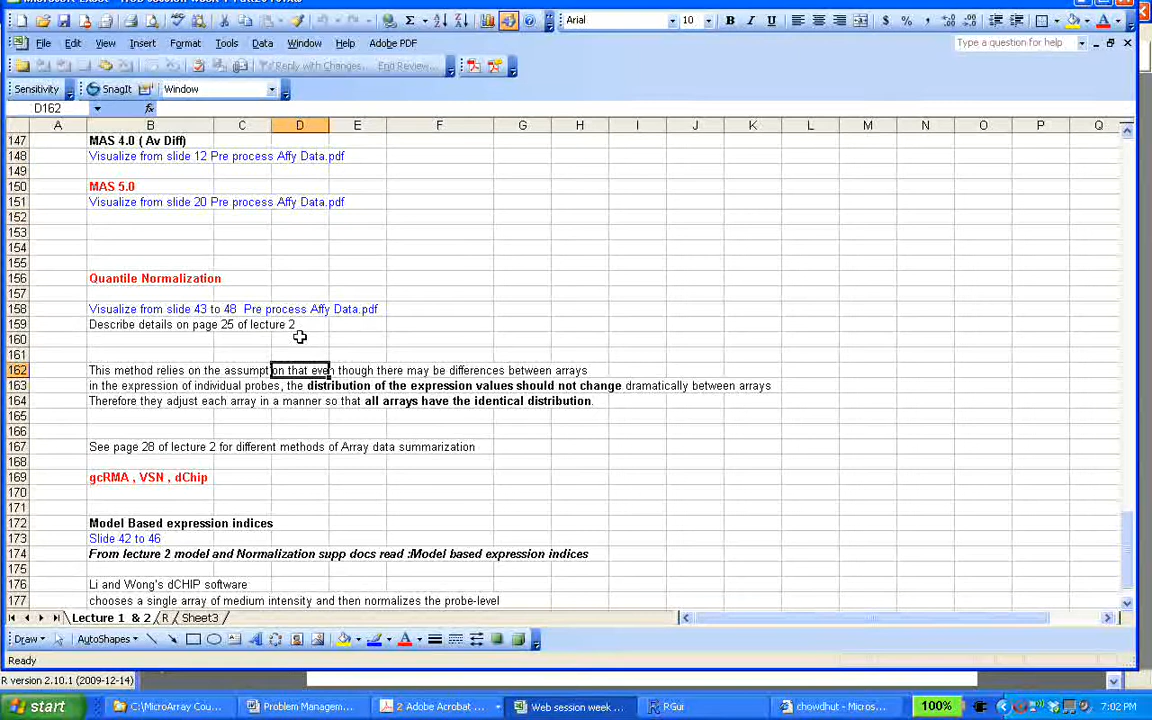 Arial
10
B I U
$ %
File Edit View Insert Format Tools Data Window Help Adobe PDF
Type a question for help
Reply with Changes... End Review...
Sensitivity SnagIt Window
D162 fx
A B C D E F G H I J K L M N O P Q
147 MAS 4.0 ( Av Diff)
148 Visualize from slide 12 Pre process Affy Data.pdf
149
150 MAS 5.0
151 Visualize from slide 20 Pre process Affy Data.pdf
152
153
154
155
156 Quantile Normalization
157
158 Visualize from slide 43 to 48 Pre process Affy Data.pdf
159 Describe details on page 25 of lecture 2
160
161
162 This method relies on the assumption that even though there may be differences between arrays
163 in the expression of individual probes, the distribution of the expression values should not change dramatically between arrays
164 Therefore they adjust each array in a manner so that all arrays have the identical distribution.
165
166
167 See page 28 of lecture 2 for different methods of Array data summarization
168
169 gcRMA , VSN , dChip
170
171
172 Model Based expression indices
173 Slide 42 to 46
174 From lecture 2 model and Normalization supp docs read :Model based expression indices
175
176 Li and Wong's dCHIP software
177 chooses a single array of medium intensity and then normalizes the probe-level
Lecture 1 & 2 / R / Sheet3
Draw AutoShapes
Ready
R version 2.10.1 (2009-12-14)
start C:\MicroArray Cou... Problem Managem... 2 Adobe Acrobat ... Web session week ... RGui chowdhut - Micros... 100% 7:02 PM